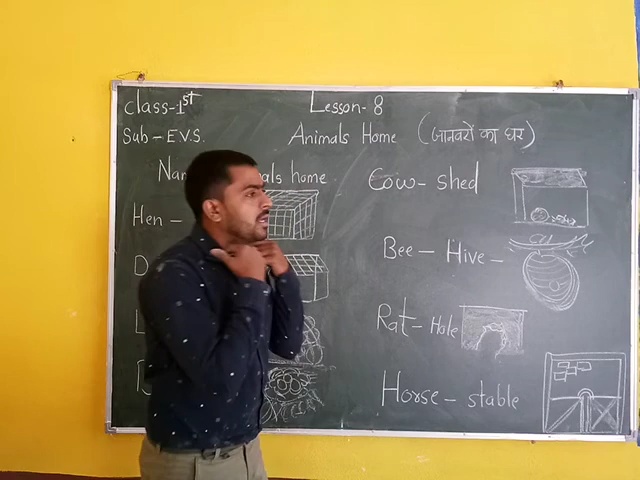 Class-1st
Lesson-8
Sub-E.V.S.
Animals Home (जानवरों का घर)
home
Cow-shed
Hen-
Bee-Hive-
Rat-Hole
Horse-stable